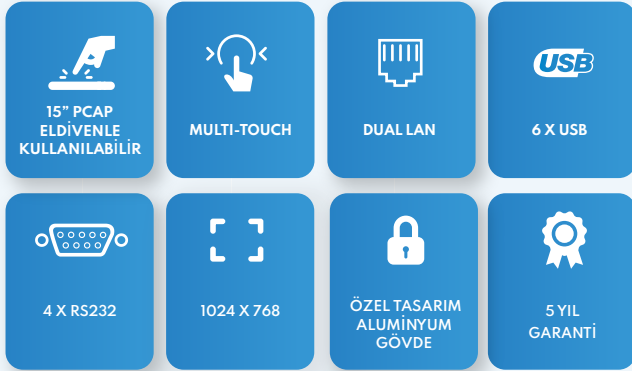 15” PCAP
ELDİVENLE
KULLANILABİLİR
MULTI-TOUCH
DUAL LAN
USB
6 X USB
4 X RS232
1024 X 768
ÖZEL TASARIM
ALUMİNYUM
GÖVDE
5 YIL
GARANTİ